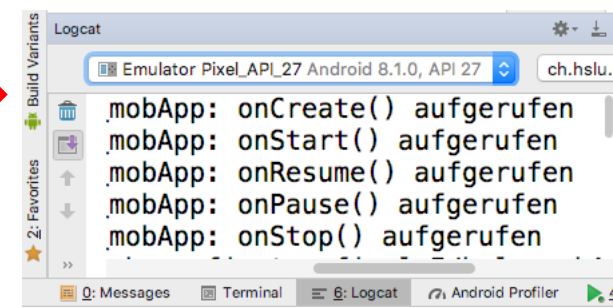 Logcat
Emulator Pixel_API_27 Android 8.1.0, API 27
ch.hslu.
Build Variants
2: Favorites
mobApp: onCreate() aufgerufen
mobApp: onStart() aufgerufen
mobApp: onResume() aufgerufen
mobApp: onPause() aufgerufen
mobApp: onStop() aufgerufen
>>
0: Messages
Terminal
6: Logcat
Android Profiler